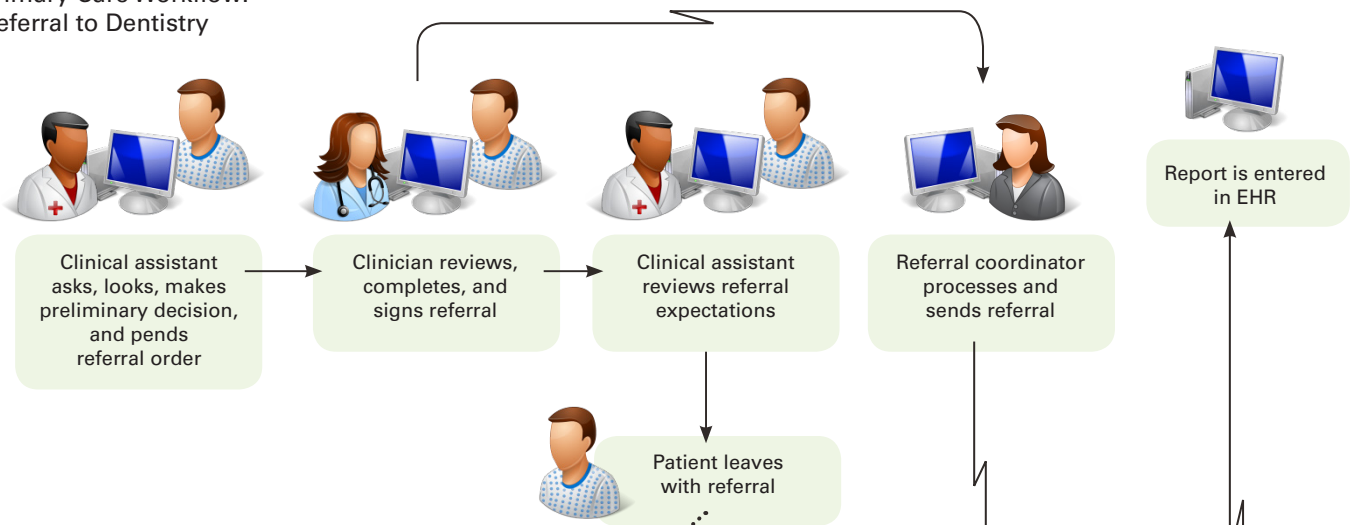 Care Workflow:
to Dentistry
Clinical assistant
asks, looks, makes
preliminary decision,
and pends
referral order
Clinician reviews,
completes, and
signs referral
Clinical assistant
reviews referral
expectations
Referral coordinator
processes and
sends referral
Report is entered
in EHR
Patient leaves
with referral